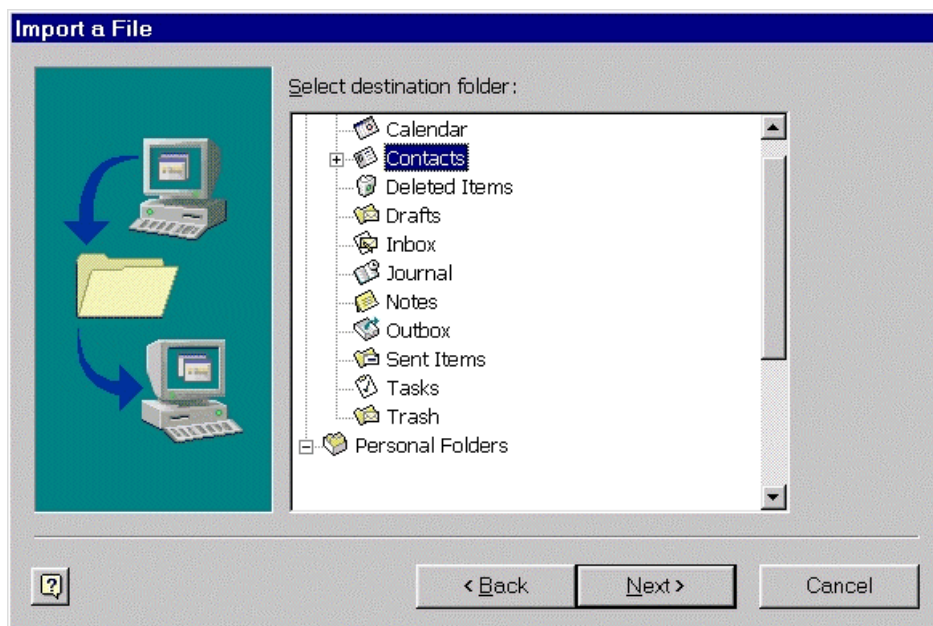 Import a File
Select destination folder:
Calendar
Contacts
Deleted Items
Drafts
Inbox
Journal
Notes
Outbox
Sent Items
Tasks
Trash
Personal Folders
?
< Back
Next >
Cancel